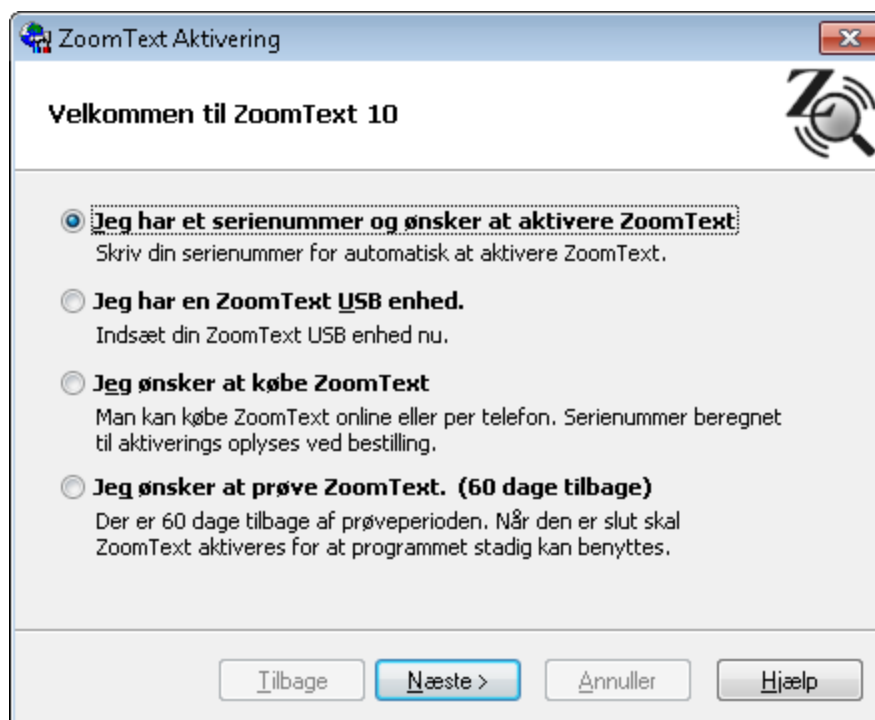 ZoomText Aktivering
Velkommen til ZoomText 10
Jeg har et serienummer og ønsker at aktivere ZoomText
Skriv din serienummer for automatisk at aktivere ZoomText.
Jeg har en ZoomText USB enhed.
Indsæt din ZoomText USB enhed nu.
Jeg ønsker at købe ZoomText
Man kan købe ZoomText online eller per telefon. Serienummer beregnet
til aktiverings oplyses ved bestilling.
Jeg ønsker at prøve ZoomText. (60 dage tilbage)
Der er 60 dage tilbage af prøveperioden. Når den er slut skal
ZoomText aktiveres for at programmet stadig kan benyttes.
Tilbage
Næste >
Annuller
Hjælp